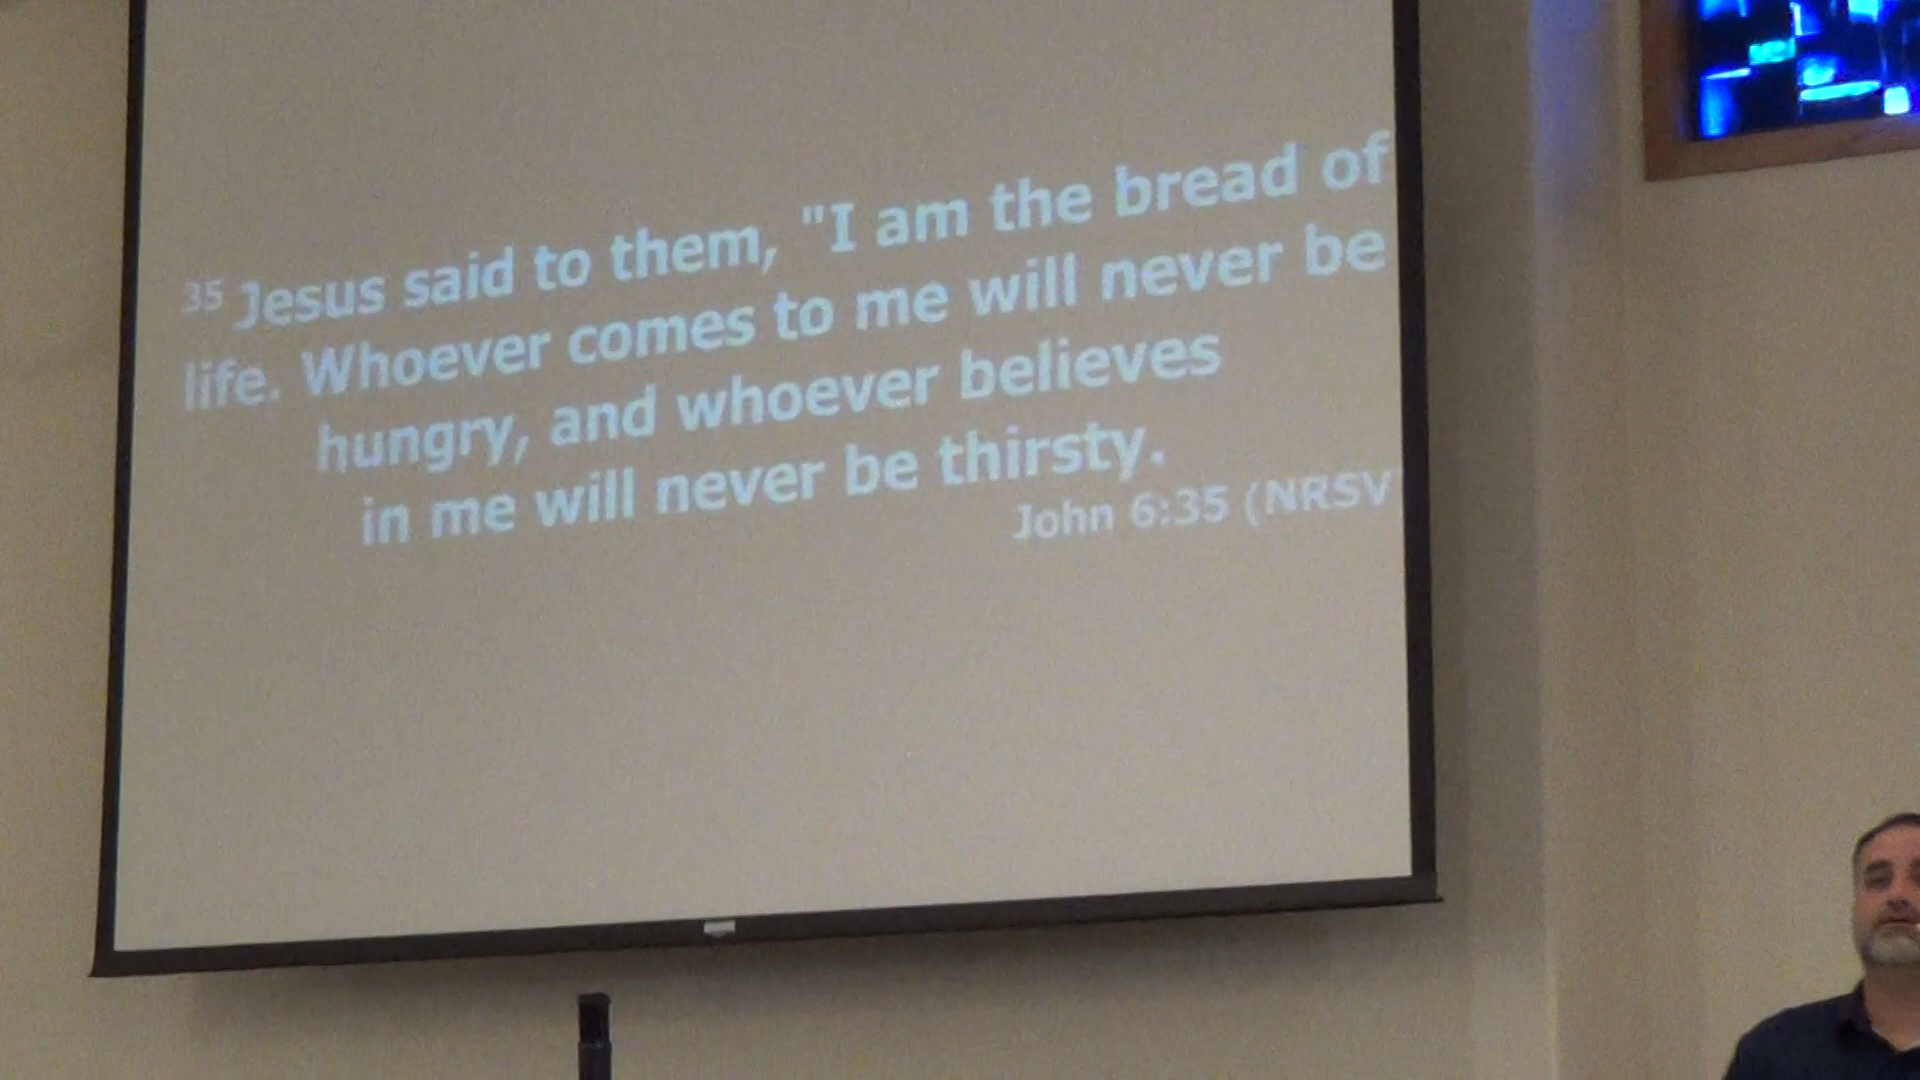 35 Jesus said to them, "I am the bread of
life. Whoever comes to me will never be
hungry, and whoever believes
in me will never be thirsty.
John 6:35 (NRSV